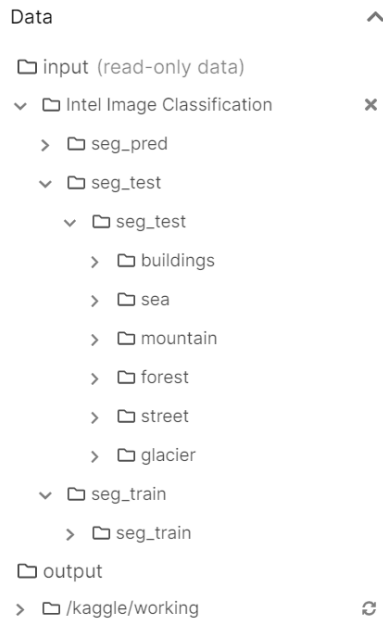 Data
input (read-only data)
Intel Image Classification
seg_pred
seg_test
seg_test
buildings
sea
mountain
forest
street
glacier
seg_train
seg_train
output
/kaggle/working